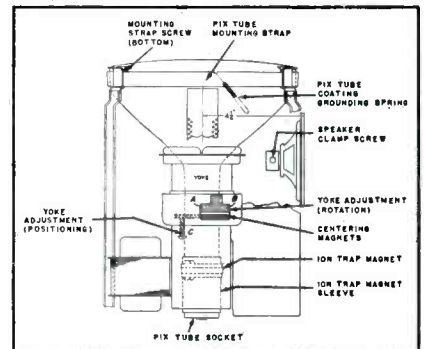 MOUNTING
STRAP SCREW
(BOTTOM)
PIX TUBE
MOUNTING STRAP
PIX TUBE
COATING
GROUNDING SPRING
SPEAKER
CLAMP SCREW
YOKE
A
B
YOKE ADJUSTMENT
(ROTATION)
YOKE
ADJUSTMENT
(POSITIONING)
C
CENTERING
MAGNETS
ION TRAP MAGNET
ION TRAP MAGNET
SLEEVE
PIX TUBE SOCKET